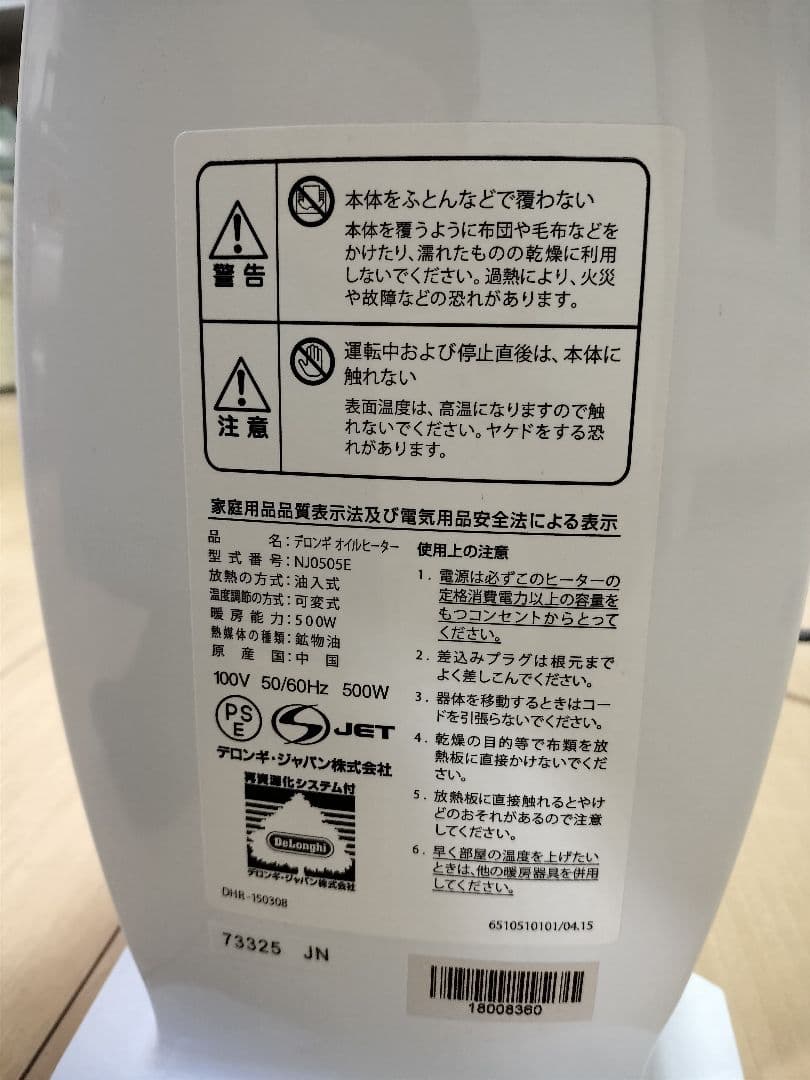 警告
本体をふとんなどで覆わない
本体を覆うように布団や毛布などを
かけたり、濡れたものの乾燥に利用
しないでください。過熱により、火災
や故障などの恐れがあります。
注意
運転中および停止直後は、本体に
触れない
表面温度は、高温になりますので触
れないでください。ヤケドをする恐
れがあります。
家庭用品品質表示法及び電気用品安全法による表示
品名:デロンギ オイルヒーター
型式番号:NJ0505E
放熱の方式:油入式
温度調節の方式:可変式
暖房能力:500W
熱媒体の種類:鉱物油
原産国:中国
100V 50/60Hz 500W
PS
E
JET
デロンギ・ジャパン株式会社
再資源化システム付
DeLonghi
デロンギ・ジャパン株式会社
DHR-150308
使用上の注意
1. 電源は必ずこのヒーターの
定格消費電力以上の容量を
もつコンセントからとって
ください。
2. 差込みプラグは根元まで
よく差しこんでください。
3. 器体を移動するときはコー
ドを引張らないでください。
4. 乾燥の目的等で布類を放
熱板に直接かけないでくだ
さい。
5. 放熱板に直接触れるとやけ
どのおそれがあるので注意
してください。
6. 早く部屋の温度を上げたい
ときは、他の暖房器具を併用
してください。
6510510101/04.15
73325 JN
18008360